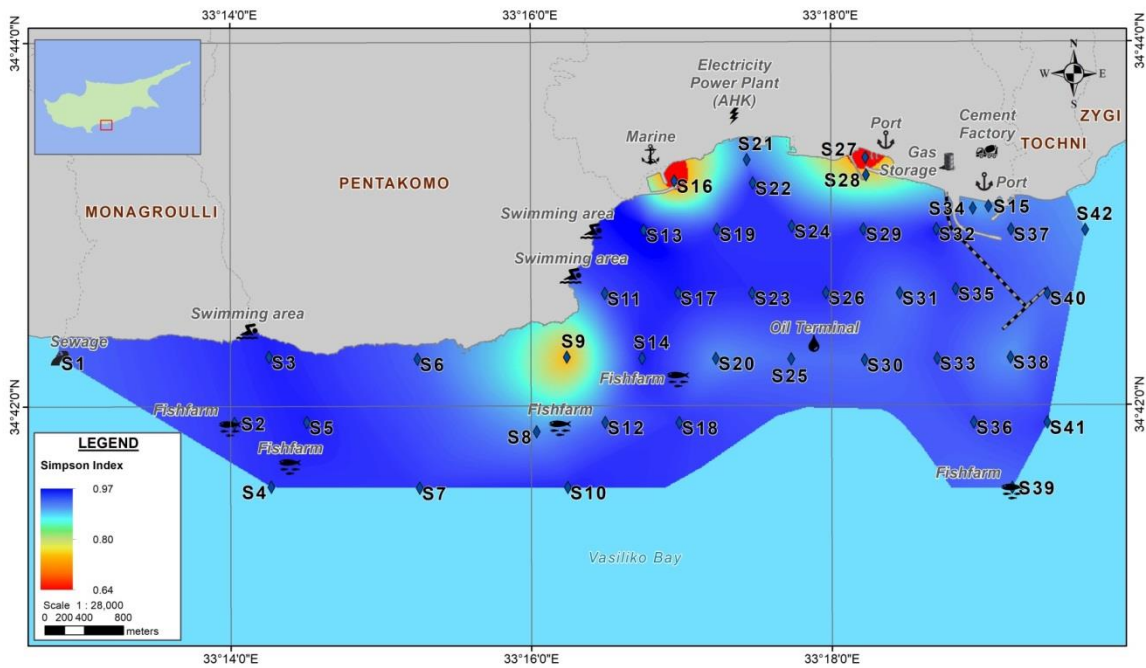 33°14'0"E
33°16'0"E
33°18'0"E
34°44'0"N
34°44'0"N
N
W
E
S
Electricity
Power Plant
(AHK)
ZYGI
Cement
Factory
Port
TOCHNI
Marine
S21
S27
Gas
Storage
PENTAKOMO
S16
S22
S28
Port
S34
S15
S42
MONAGROULLI
Swimming area
S13
S19
S24
S29
S32
S37
Swimming area
S11
S17
S23
S26
S31
S35
S40
Swimming area
Oil Terminal
Sewage
S1
S3
S6
S9
S14
S20
S25
S30
S33
S38
Fishfarm
34°42'0"N
34°42'0"N
Fishfarm
Fishfarm
S2
S5
S8
S12
S18
S36
S41
LEGEND
Simpson Index
Fishfarm
Fishfarm
0.97
S4
S7
S10
S39
0.80
Vasiliko Bay
0.64
Scale 1 : 28,000
0 200 400 800
meters
33°14'0"E
33°16'0"E
33°18'0"E